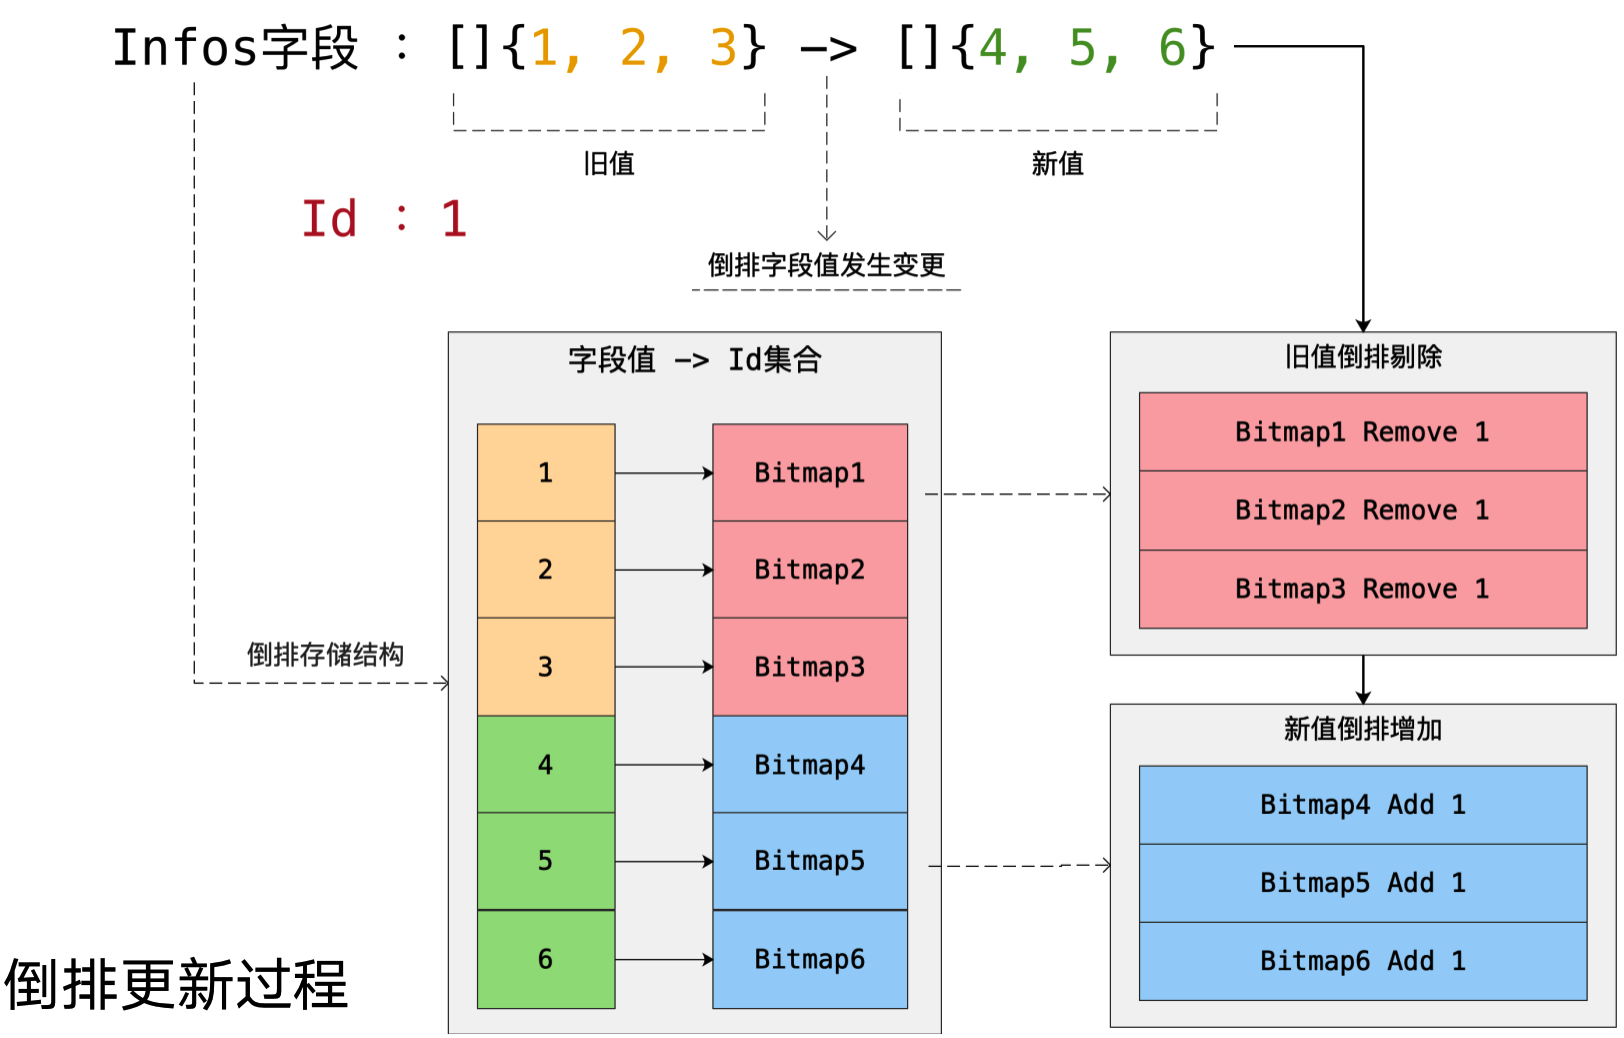 Infos字段 : []{1, 2, 3} -> []{4, 5, 6}
旧值
新值
Id : 1
倒排字段值发生变更
字段值 -> Id集合
1
Bitmap1
2
Bitmap2
3
Bitmap3
4
Bitmap4
5
Bitmap5
6
Bitmap6
倒排存储结构
旧值倒排剔除
Bitmap1 Remove 1
Bitmap2 Remove 1
Bitmap3 Remove 1
新值倒排增加
Bitmap4 Add 1
Bitmap5 Add 1
Bitmap6 Add 1
倒排更新过程